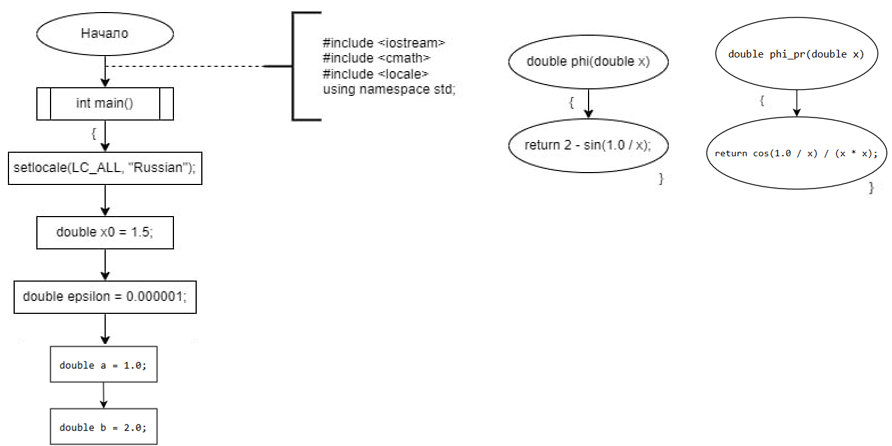 Начало
#include <iostream>
#include <cmath>
#include <locale>
using namespace std;
int main()
{
setlocale(LC_ALL, "Russian");
double x0 = 1.5;
double epsilon = 0.000001;
double a = 1.0;
double b = 2.0;
double phi(double x)
{
return 2 - sin(1.0 / x);
}
double phi_pr(double x)
{
return cos(1.0 / x) / (x * x);
}